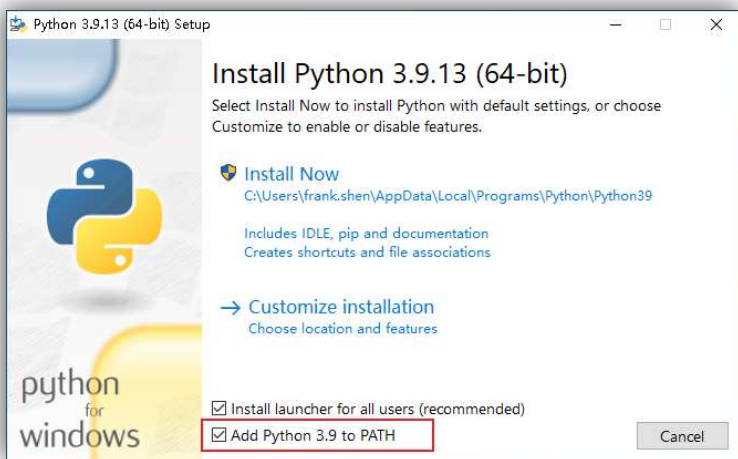 Python 3.9.13 (64-bit) Setup
Install Python 3.9.13 (64-bit)
Select Install Now to install Python with default settings, or choose
Customize to enable or disable features.
Install Now
C:\Users\frank.shen\AppData\Local\Programs\Python\Python39
Includes IDLE, pip and documentation
Creates shortcuts and file associations
Customize installation
Choose location and features
python
for
windows
Install launcher for all users (recommended)
Add Python 3.9 to PATH
Cancel